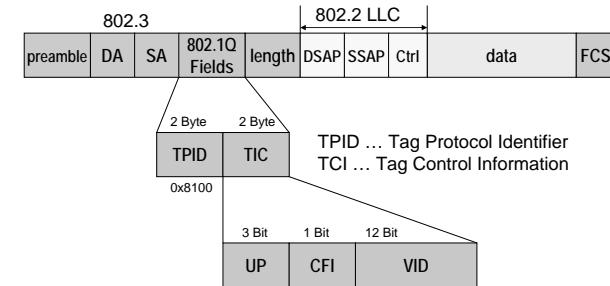 802.3
802.2 LLC
preamble DA SA 802.1Q Fields length DSAP SSAP Ctrl data FCS
2 Byte 2 Byte
TPID TIC
0x8100
TPID … Tag Protocol Identifier
TCI … Tag Control Information
3 Bit 1 Bit 12 Bit
UP CFI VID